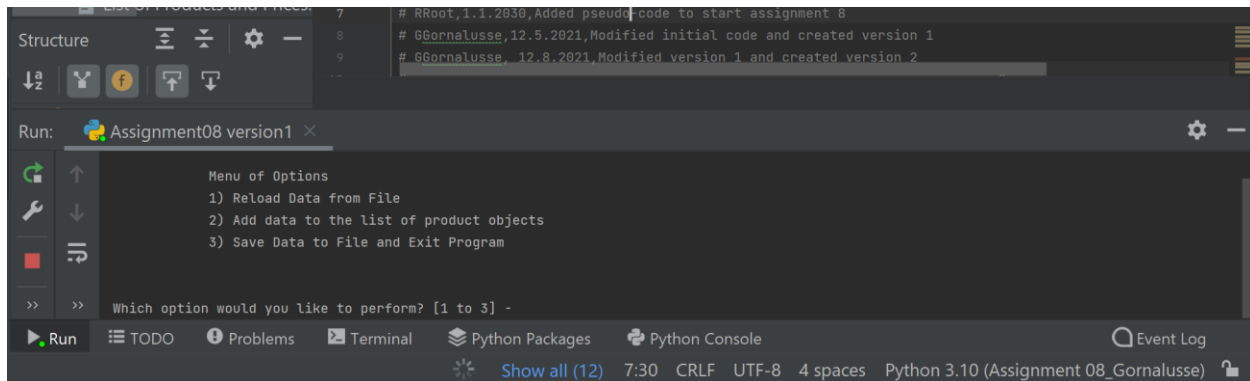 List of Products and Prices.
7 # RRoot,1.1.2030,Added pseudo-code to start assignment 8
Structure
8 # GGornalusse,12.5.2021,Modified initial code and created version 1
9 # GGornalusse, 12.8.2021,Modified version 1 and created version 2
Run: Assignment08 version1
Menu of Options
1) Reload Data from File
2) Add data to the list of product objects
3) Save Data to File and Exit Program
Which option would you like to perform? [1 to 3] -
Run TODO Problems Terminal Python Packages Python Console Event Log
Show all (12) 7:30 CRLF UTF-8 4 spaces Python 3.10 (Assignment 08_Gornalusse)